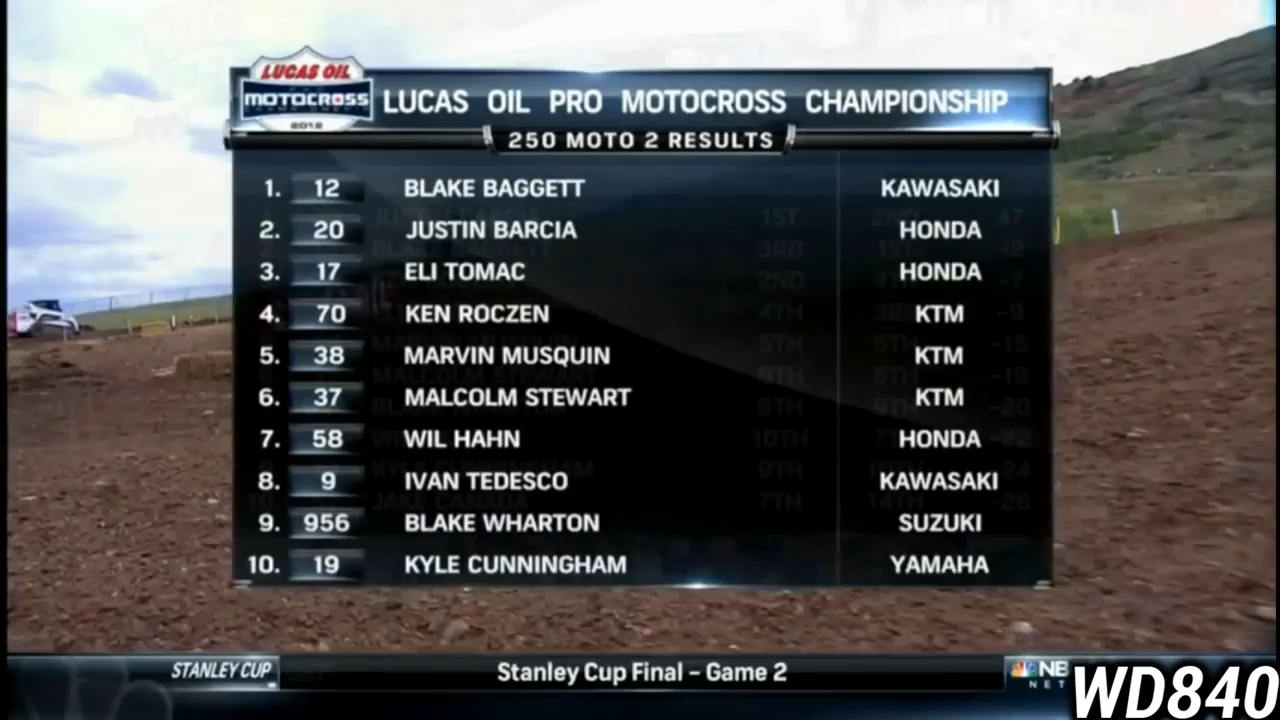 LUCAS OIL
MOTOCROSS
2012
LUCAS OIL PRO MOTOCROSS CHAMPIONSHIP
250 MOTO 2 RESULTS
1. 12 BLAKE BAGGETT KAWASAKI
2. 20 JUSTIN BARCIA HONDA
3. 17 ELI TOMAC HONDA
4. 70 KEN ROCZEN KTM
5. 38 MARVIN MUSQUIN KTM
6. 37 MALCOLM STEWART KTM
7. 58 WIL HAHN HONDA
8. 9 IVAN TEDESCO KAWASAKI
9. 956 BLAKE WHARTON SUZUKI
10. 19 KYLE CUNNINGHAM YAMAHA
STANLEY CUP Stanley Cup Final – Game 2
WD840